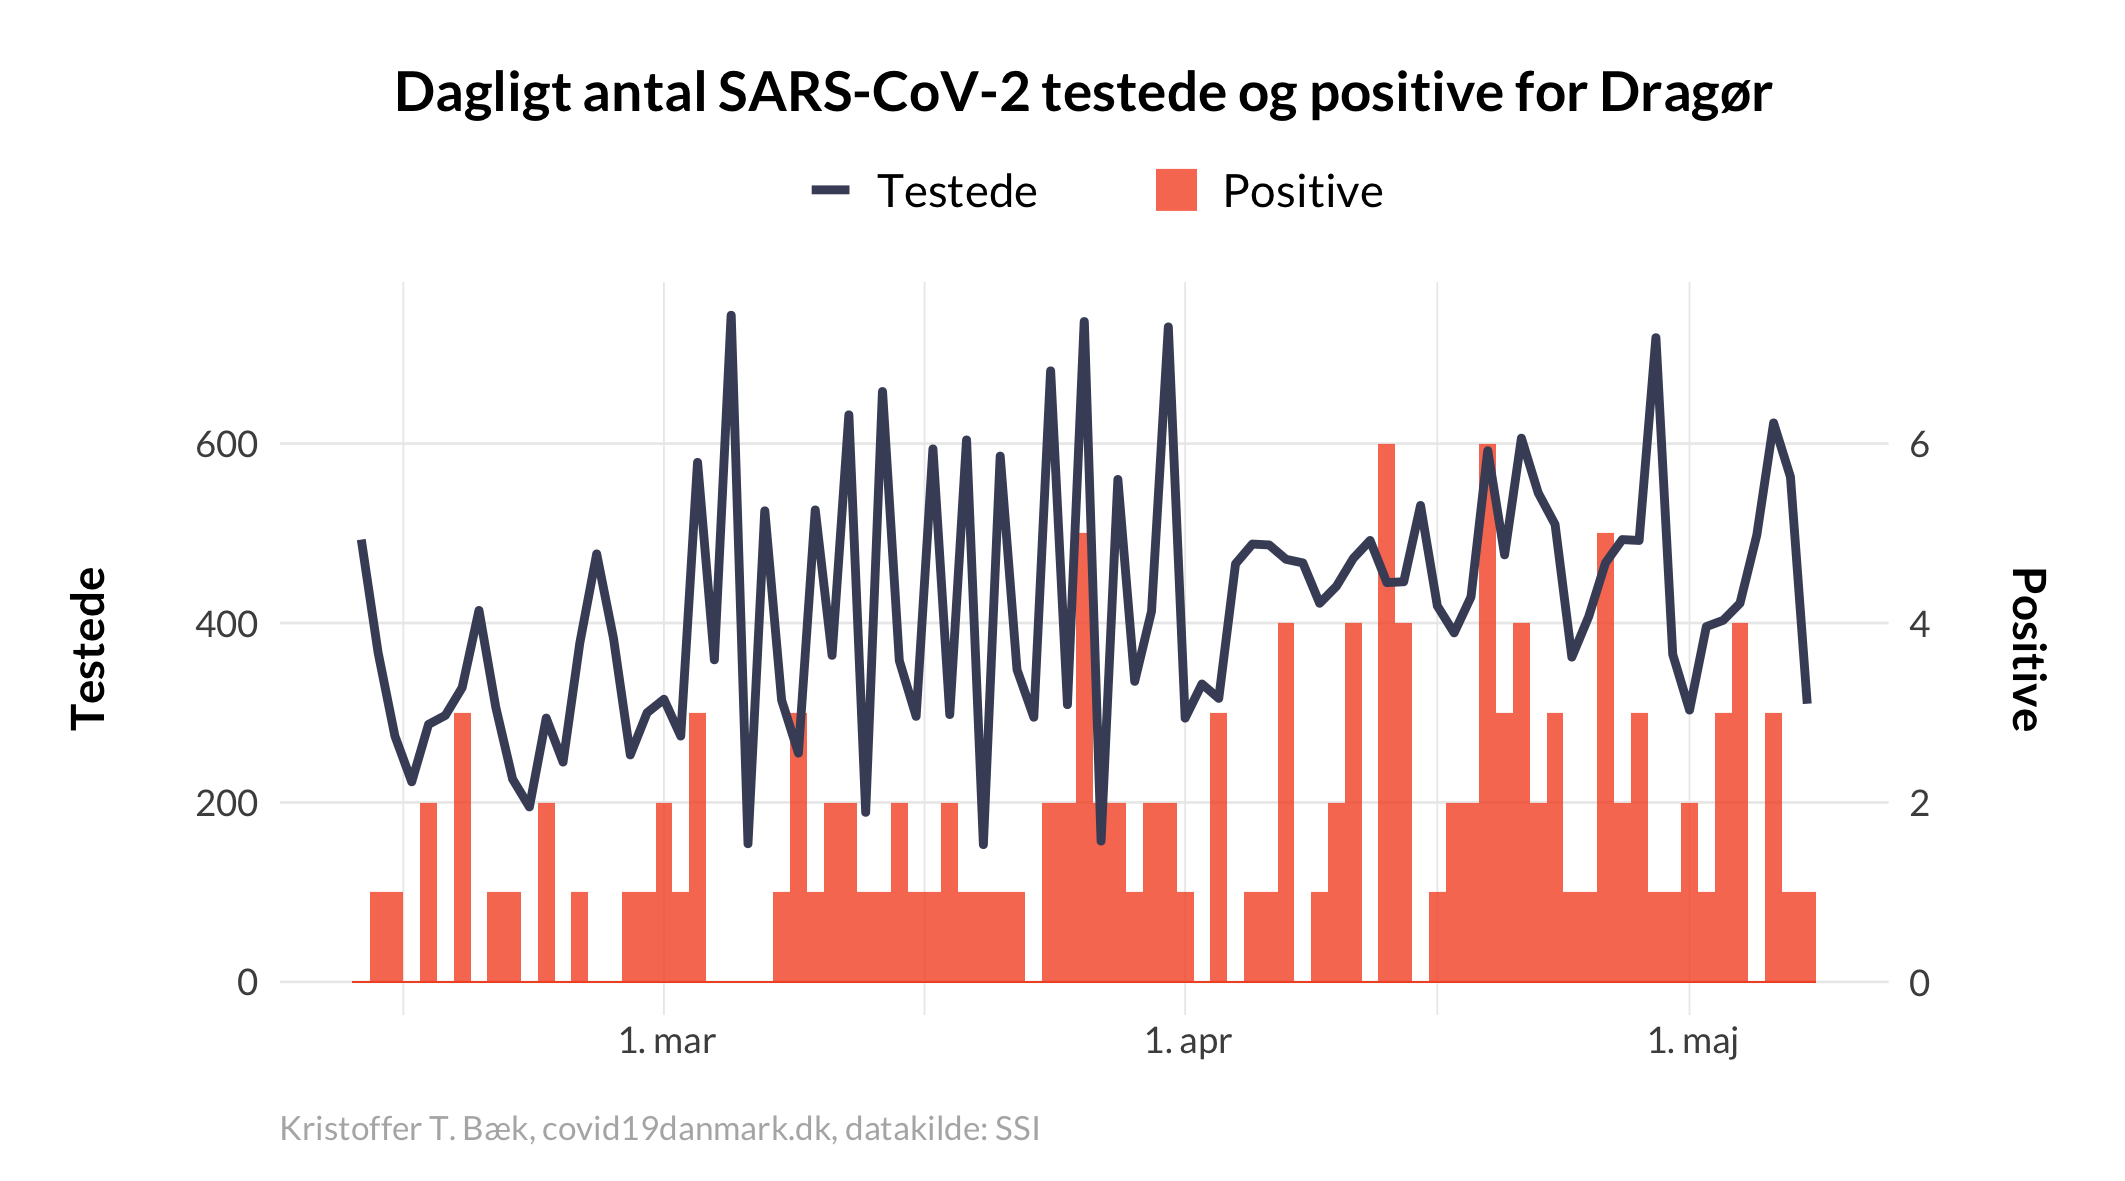 Dagligt antal SARS-CoV-2 testede og positive for Dragør
Testede
Positive
600
400
200
0
6
4
2
0
Testede
Positive
1. mar
1. apr
1. maj
Kristoffer T. Bæk, covid19danmark.dk, datakilde: SSI